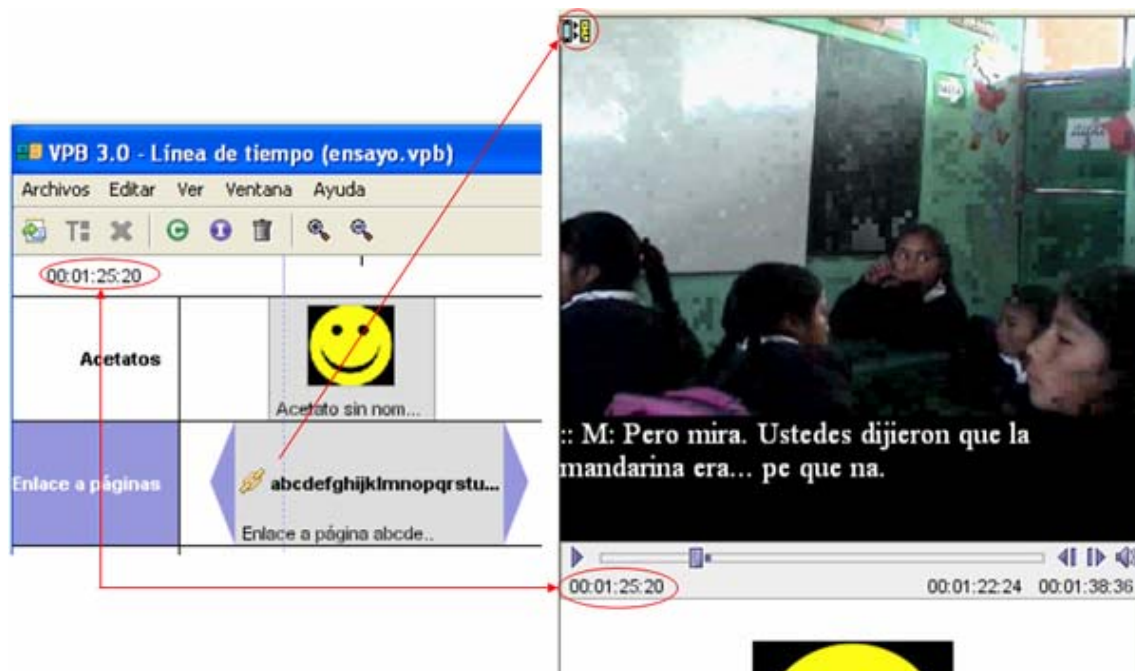 VPB 3.0 - Línea de tiempo (ensayo.vpb)
Archivos Editar Ver Ventana Ayuda
00:01:25:20
Acetatos
Acetato sin nom...
Enlace a páginas
abcdefghijklmnopqrstu...
Enlace a página abcde..
:: M: Pero mira. Ustedes dijieron que la
mandarina era... pe que na.
00:01:25:20 00:01:22:24 00:01:38:36